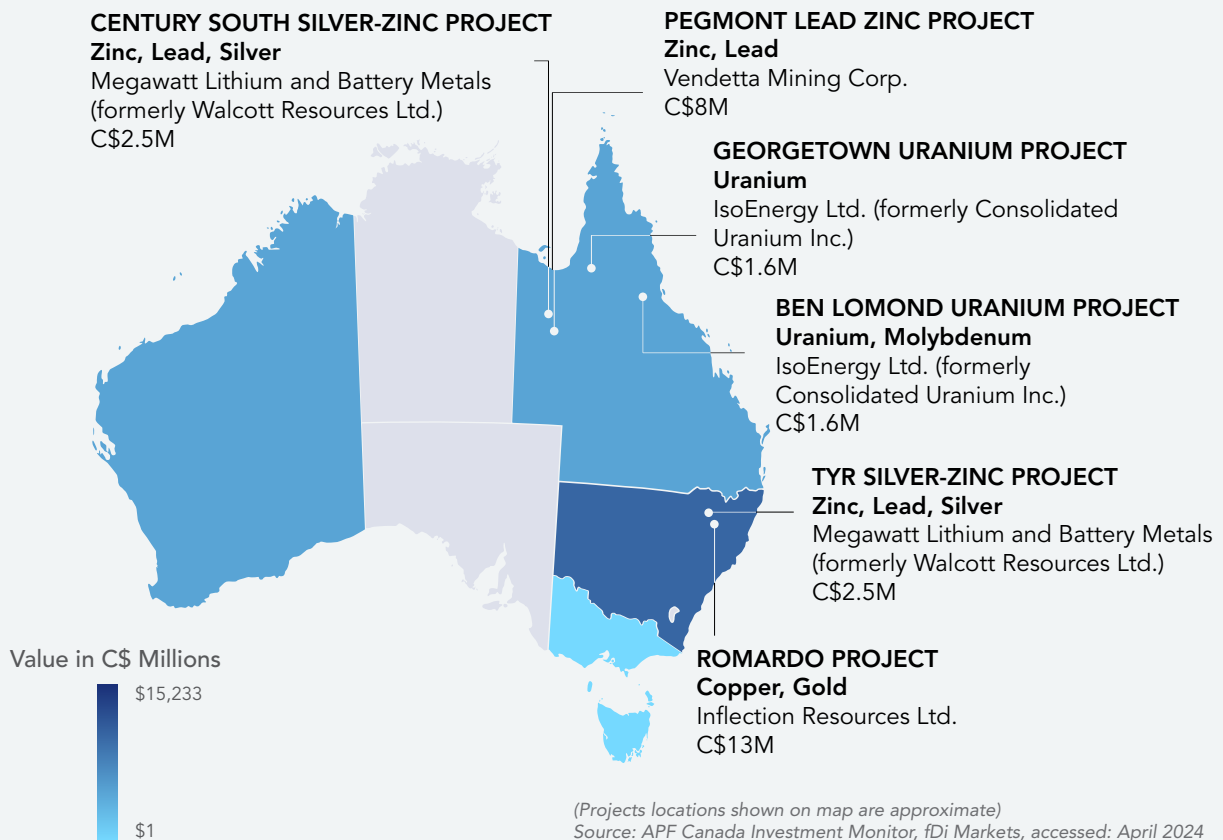 CENTURY SOUTH SILVER-ZINC PROJECT
Zinc, Lead, Silver
Megawatt Lithium and Battery Metals
(formerly Walcott Resources Ltd.)
C$2.5M
PEGMONT LEAD ZINC PROJECT
Zinc, Lead
Vendetta Mining Corp.
C$8M
GEORGETOWN URANIUM PROJECT
Uranium
IsoEnergy Ltd. (formerly Consolidated
Uranium Inc.)
C$1.6M
BEN LOMOND URANIUM PROJECT
Uranium, Molybdenum
IsoEnergy Ltd. (formerly
Consolidated Uranium Inc.)
C$1.6M
TYR SILVER-ZINC PROJECT
Zinc, Lead, Silver
Megawatt Lithium and Battery Metals
(formerly Walcott Resources Ltd.)
C$2.5M
ROMARDO PROJECT
Copper, Gold
Inflection Resources Ltd.
C$13M
Value in C$ Millions
$15,233
$1
(Projects locations shown on map are approximate)
Source: APF Canada Investment Monitor, fDi Markets, accessed: April 2024